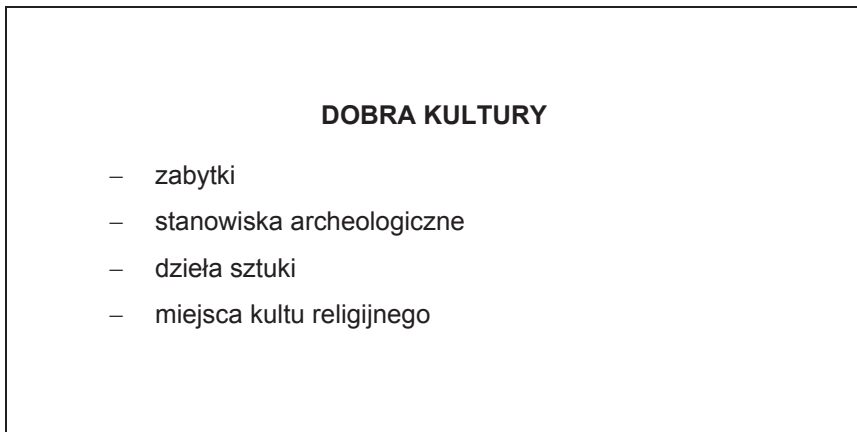 DOBRA KULTURY
– zabytki
– stanowiska archeologiczne
– dzieła sztuki
– miejsca kultu religijnego